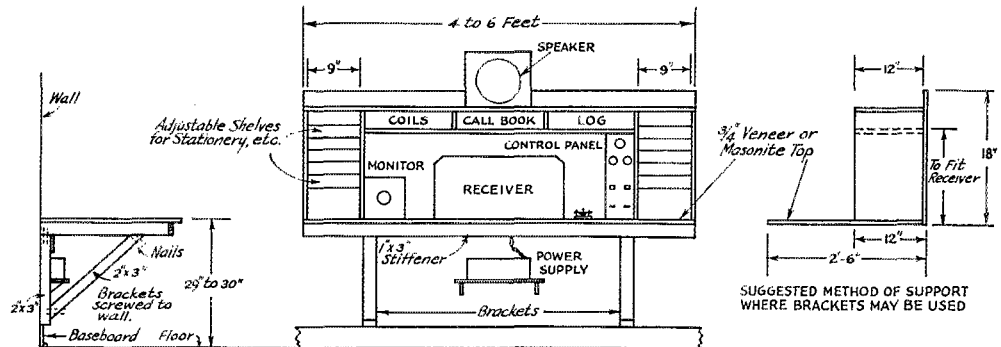 4 to 6 Feet
SPEAKER
9"
9"
12"
Wall
Adjustable Shelves
for Stationery, etc.
COILS
CALL BOOK
LOG
CONTROL PANEL
MONITOR
RECEIVER
3/4" Veneer or
Masonite Top
To Fit
Receiver
18"
Nails
2"x3"
2"x3"
Brackets
screwed to
wall.
29" to 30"
1"x3"
Stiffener
POWER
SUPPLY
Brackets
12"
2'-6"
SUGGESTED METHOD OF SUPPORT
WHERE BRACKETS MAY BE USED
Baseboard
Floor